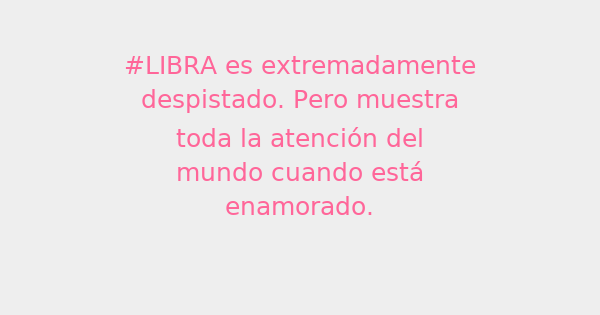 #LIBRA es extremadamente
despistado. Pero muestra
toda la atención del
mundo cuando está
enamorado.